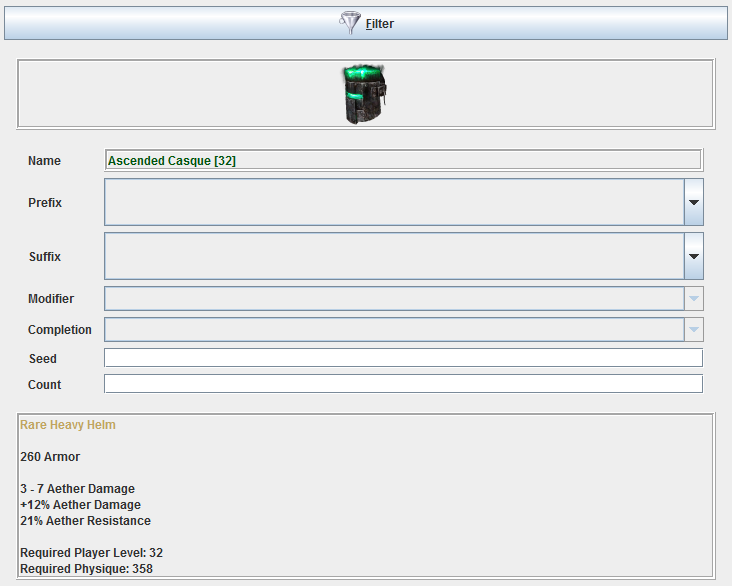 Filter
Name
Ascended Casque [32]
Prefix
Suffix
Modifier
Completion
Seed
Count
Rare Heavy Helm
260 Armor
3 - 7 Aether Damage
+12% Aether Damage
21% Aether Resistance
Required Player Level: 32
Required Physique: 358